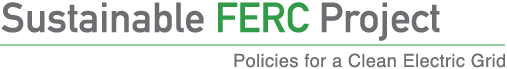 Sustainable FERC Project
Policies for a Clean Electric Grid